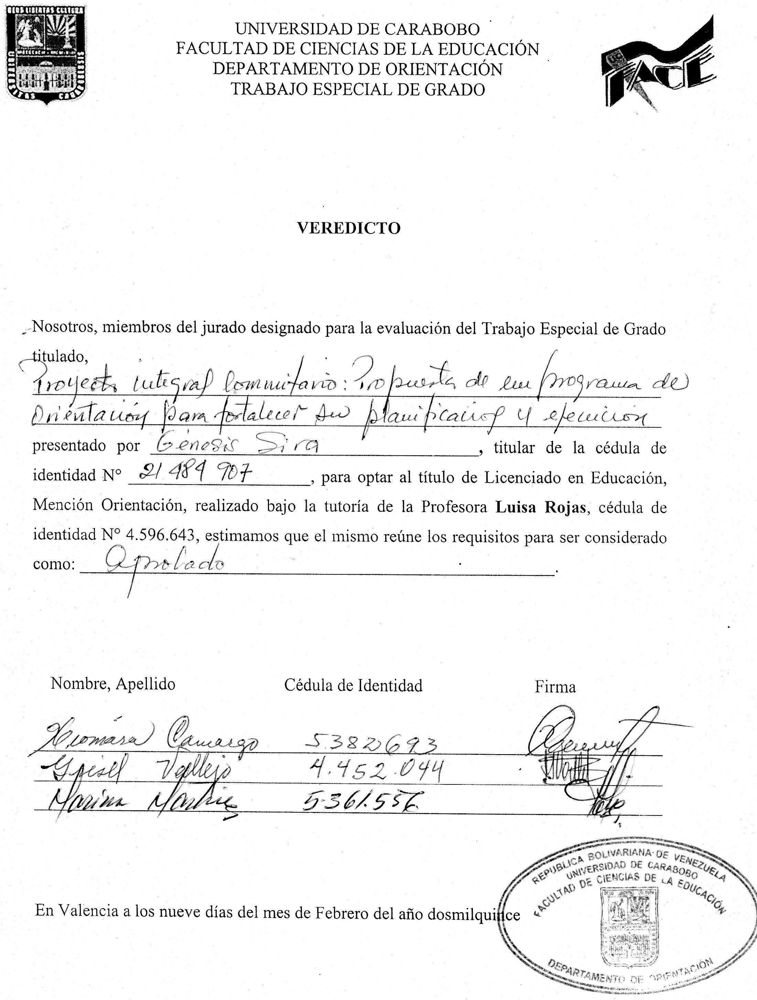 DEUS LIBERTAS CULTURA
UNIVERSIDAD DE CARABOBO
FACULTAD DE CIENCIAS DE LA EDUCACIÓN
DEPARTAMENTO DE ORIENTACIÓN
TRABAJO ESPECIAL DE GRADO
FACE
VEREDICTO
Nosotros, miembros del jurado designado para la evaluación del Trabajo Especial de Grado
titulado,
Proyecto integral Comunitario: Propuesta de un programa de
Orientación para fortalecer su planificación y ejecución
presentado por Génesis Sira, titular de la cédula de
identidad Nº 21 484 907, para optar al título de Licenciado en Educación,
Mención Orientación, realizado bajo la tutoría de la Profesora Luisa Rojas, cédula de
identidad Nº 4.596.643, estimamos que el mismo reúne los requisitos para ser considerado
como: Aprobado.
Nombre, Apellido Cédula de Identidad Firma
Xiomara Camargo 5382693
Grisel Vallejo 4.452.044
Marina 5.361.556
REPUBLICA BOLIVARIANA DE VENEZUELA
UNIVERSIDAD DE CARABOBO
FACULTAD DE CIENCIAS DE LA EDUCACIÓN
DEUS LIBERTAS CULTURA
En Valencia a los nueve días del mes de Febrero del año dosmilquince
DEPARTAMENTO DE ORIENTACIÓN